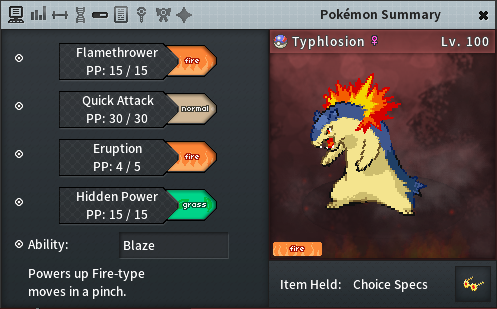 Pokémon Summary
Flamethrower
PP: 15 / 15
fire
Quick Attack
PP: 30 / 30
normal
Eruption
PP: 4 / 5
fire
Hidden Power
PP: 15 / 15
grass
Ability: Blaze
Powers up Fire-type
moves in a pinch.
Typhlosion ♀ Lv. 100
fire
Item Held: Choice Specs